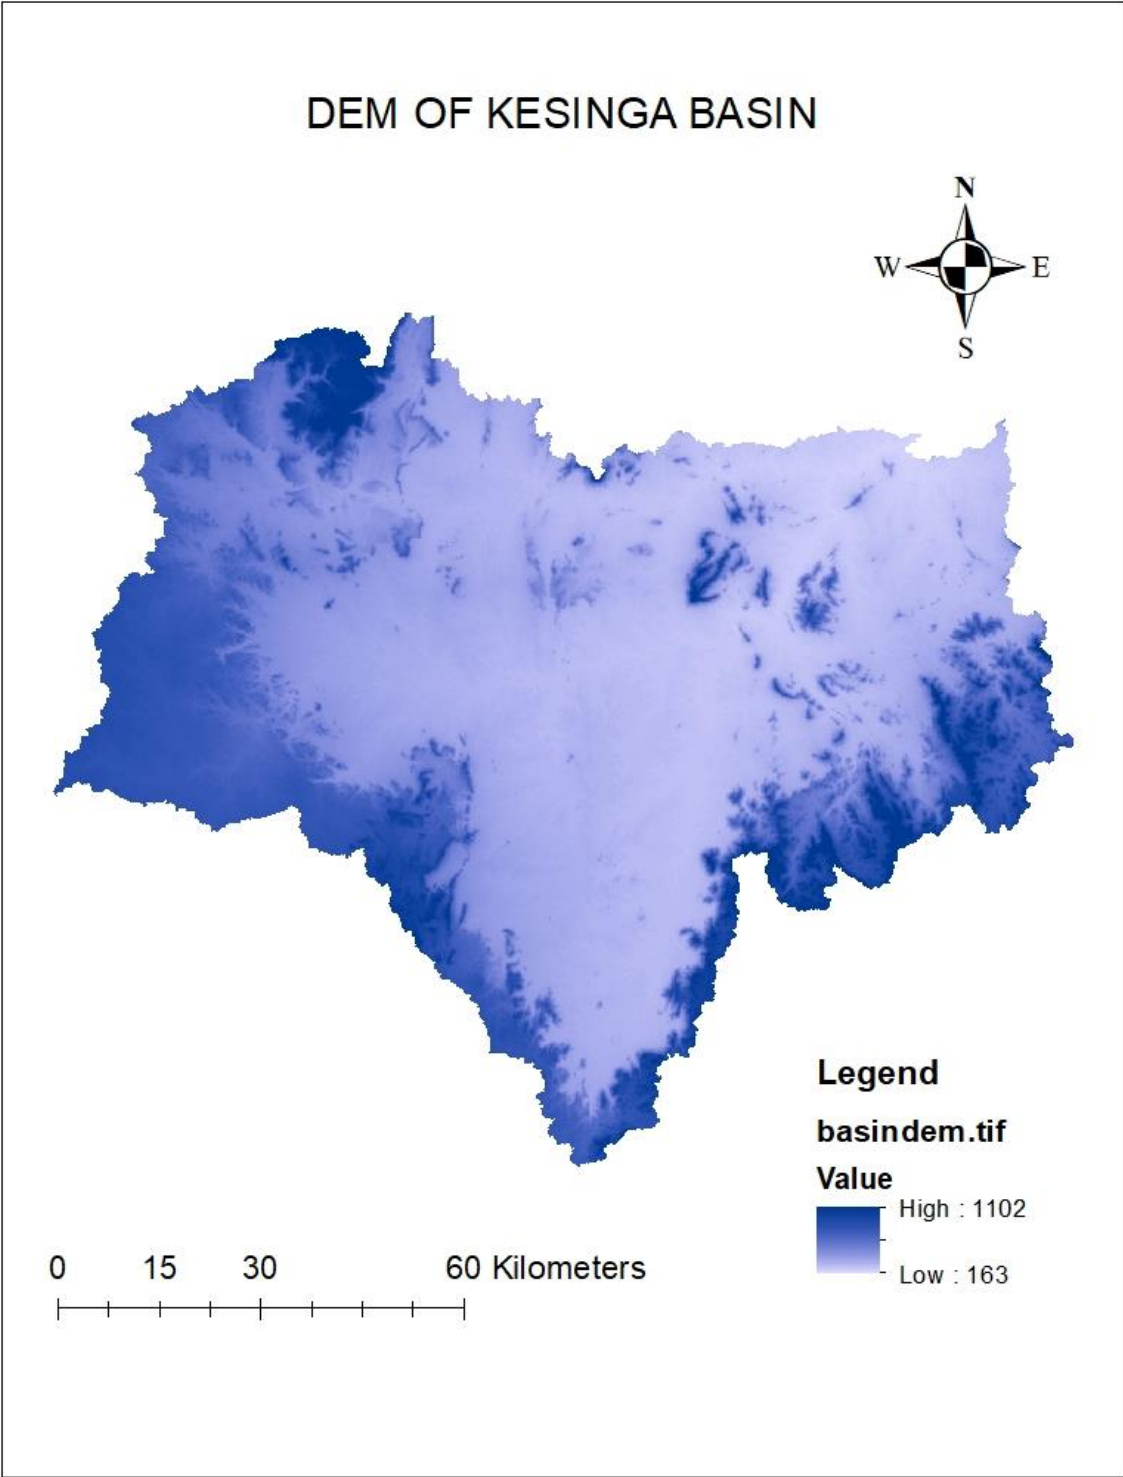 DEM OF KESINGA BASIN
N
W E
S
Legend
basindem.tif
Value
High : 1102
Low : 163
0 15 30 60 Kilometers